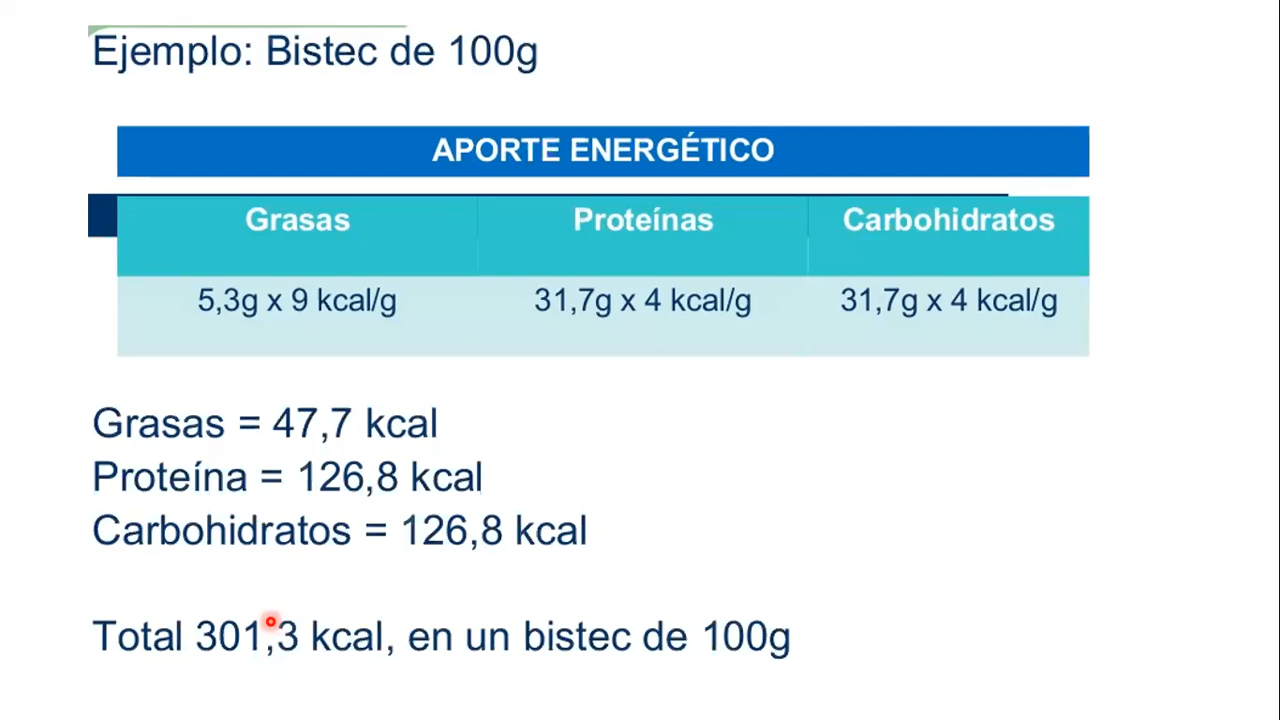 Ejemplo: Bistec de 100g
APORTE ENERGÉTICO
Grasas Proteínas Carbohidratos
5,3g x 9 kcal/g 31,7g x 4 kcal/g 31,7g x 4 kcal/g
Grasas = 47,7 kcal
Proteína = 126,8 kcal
Carbohidratos = 126,8 kcal
Total 301,3 kcal, en un bistec de 100g